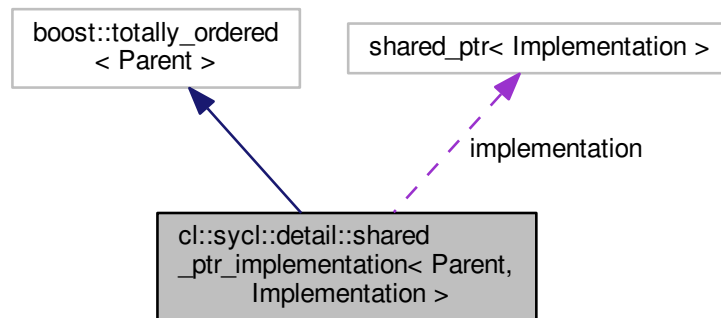 boost::totally_ordered
< Parent >
shared_ptr< Implementation >
implementation
cl::sycl::detail::shared
_ptr_implementation< Parent,
Implementation >